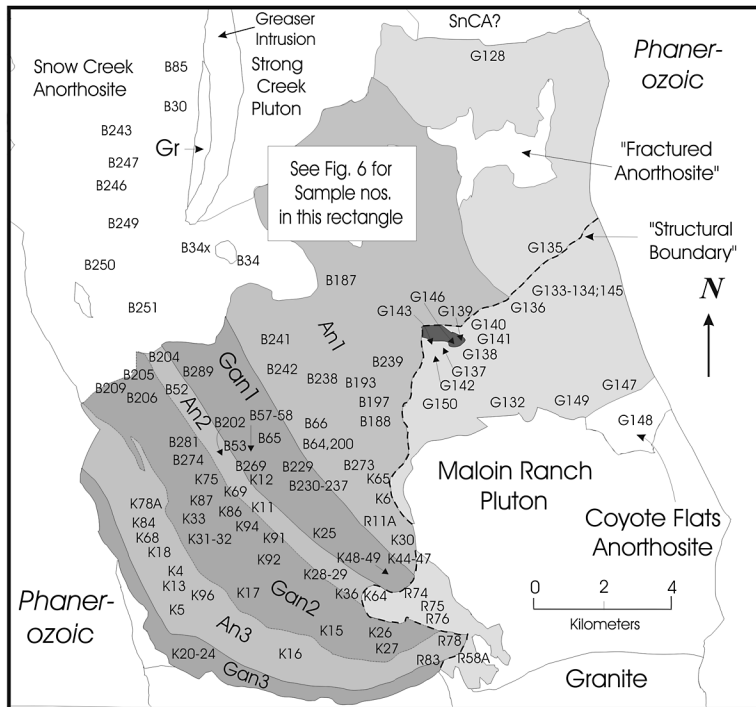 Greaser
Intrusion
SnCA?
Phaner-
ozoic
G128
Snow Creek
Anorthosite
B85
Strong
Creek
Pluton
B30
B243
Gr
"Fractured
Anorthosite"
B247
B246
See Fig. 6 for
Sample nos.
in this rectangle
B249
"Structural
Boundary"
B34x
B34
G135
B250
B187
G133-134;145
N
G146
G143
G139
G136
B251
An1
G140
G141
B241
G138
B204
Gan1
B239
G137
B205
B289
B242
B238
B193
G142
B209
B52
B206
G147
An2
B197
G150
G132
G149
B202
B57-58
B66
B188
G148
B281
B53
B65
B64,200
B274
B269
B229
B273
Maloin Ranch
Pluton
K75
K12
B230-237
K65
K69
K6
K78A
K87
K11
Coyote Flats
Anorthosite
K84
K33
K86
R11A
K68
K94
K25
K31-32
K91
K30
K18
K92
K48-49
K44-47
K4
K28-29
0 2 4
K13
K36
K64
R74
Phaner-
ozoic
K96
K17
Gan2
R75
K5
R76
Kilometers
An3
K15
K26
R78
K27
K20-24
K16
R83
R58A
Gan3
Granite